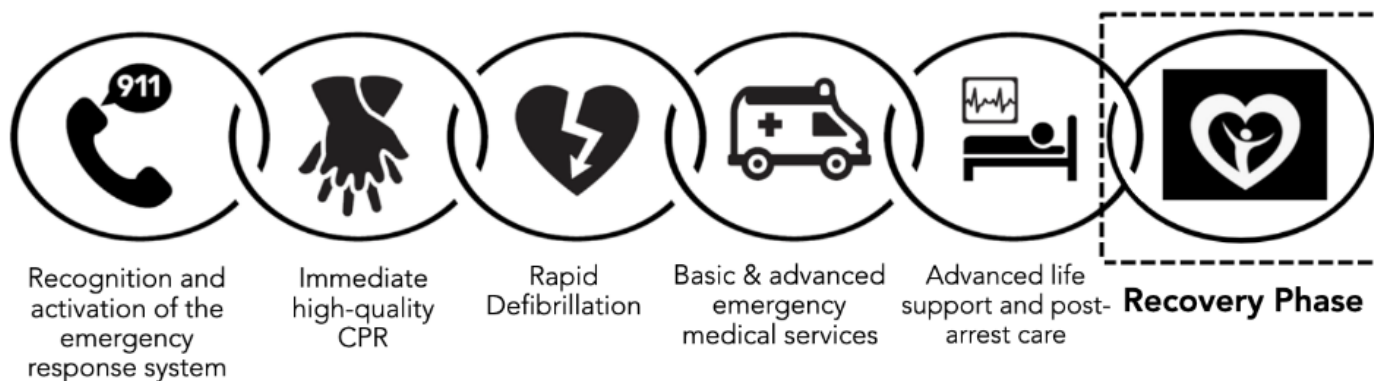 911
Recognition and
activation of the
emergency
response system
Immediate
high-quality
CPR
Rapid
Defibrillation
Basic & advanced
emergency
medical services
Advanced life
support and post-
arrest care
Recovery Phase